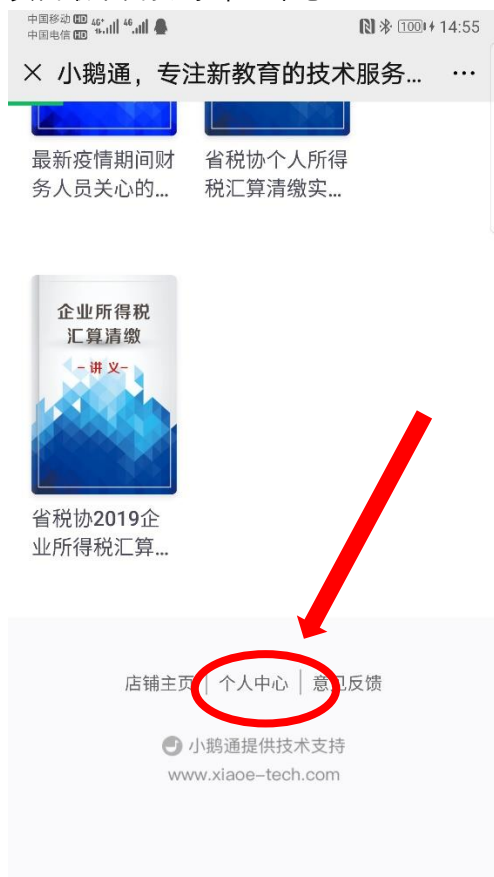 中国移动 HD 46+ 46
中国电信 HD
100 14:55
× 小鹅通，专注新教育的技术服务... ...
最新疫情期间财 省税协个人所得
务人员关心的... 税汇算清缴实...
企业所得税
汇算清缴
-讲义-
省税协2019企
业所得税汇算...
店铺主页 | 个人中心 | 意见反馈
小鹅通提供技术支持
www.xiaoe-tech.com